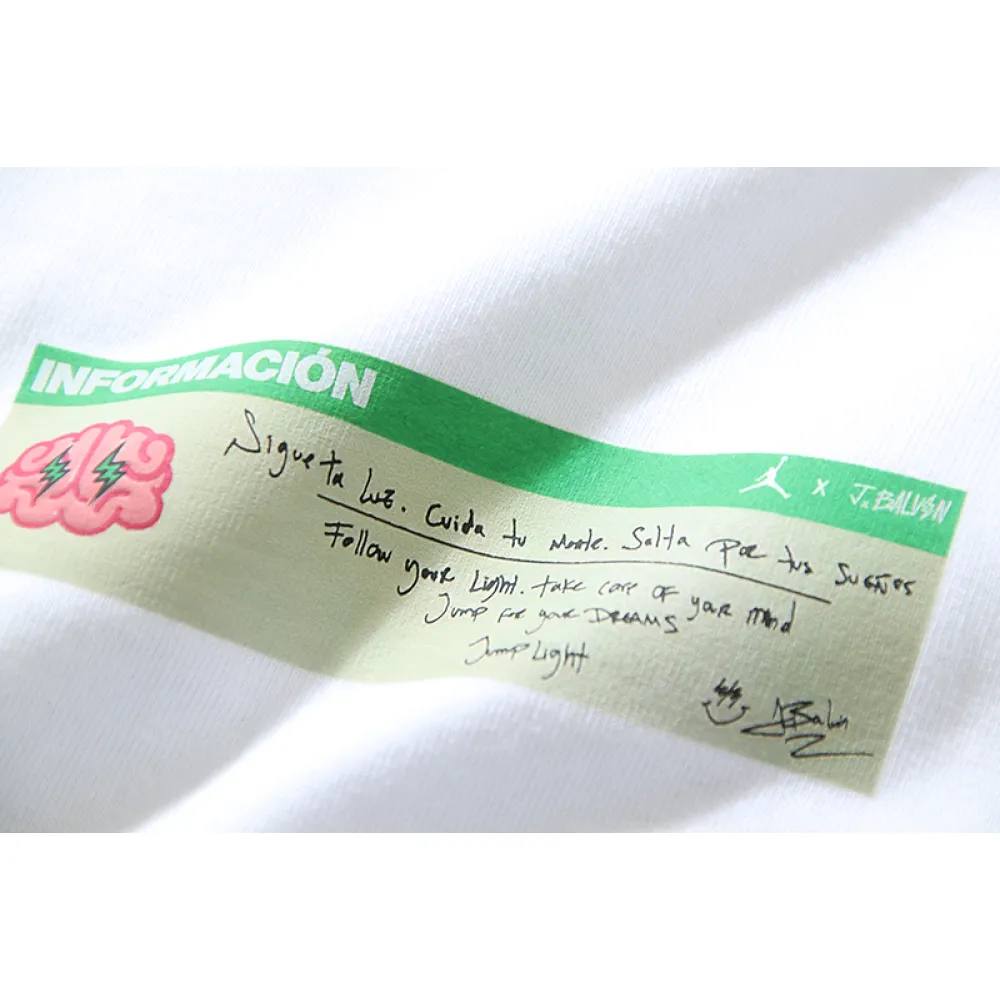 INFORMACIÓN
X J.BALVIN
Sigue tu Luz. Cuida tu Mente. Salta por tus Sueños
Follow your Light. take care of your mind
Jump for your DREAMS
Jump Light
JBalvin